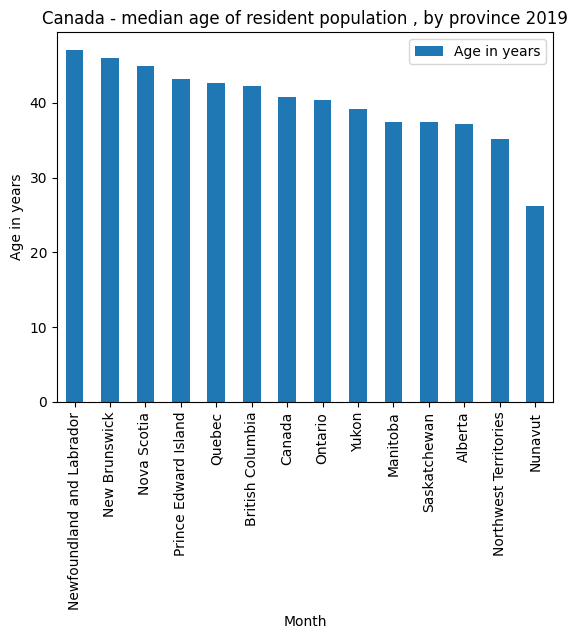 Canada - median age of resident population , by province 2019
Age in years
Age in years
40
30
20
10
0
Newfoundland and Labrador
New Brunswick
Nova Scotia
Prince Edward Island
Quebec
British Columbia
Canada
Ontario
Yukon
Manitoba
Saskatchewan
Alberta
Northwest Territories
Nunavut
Month